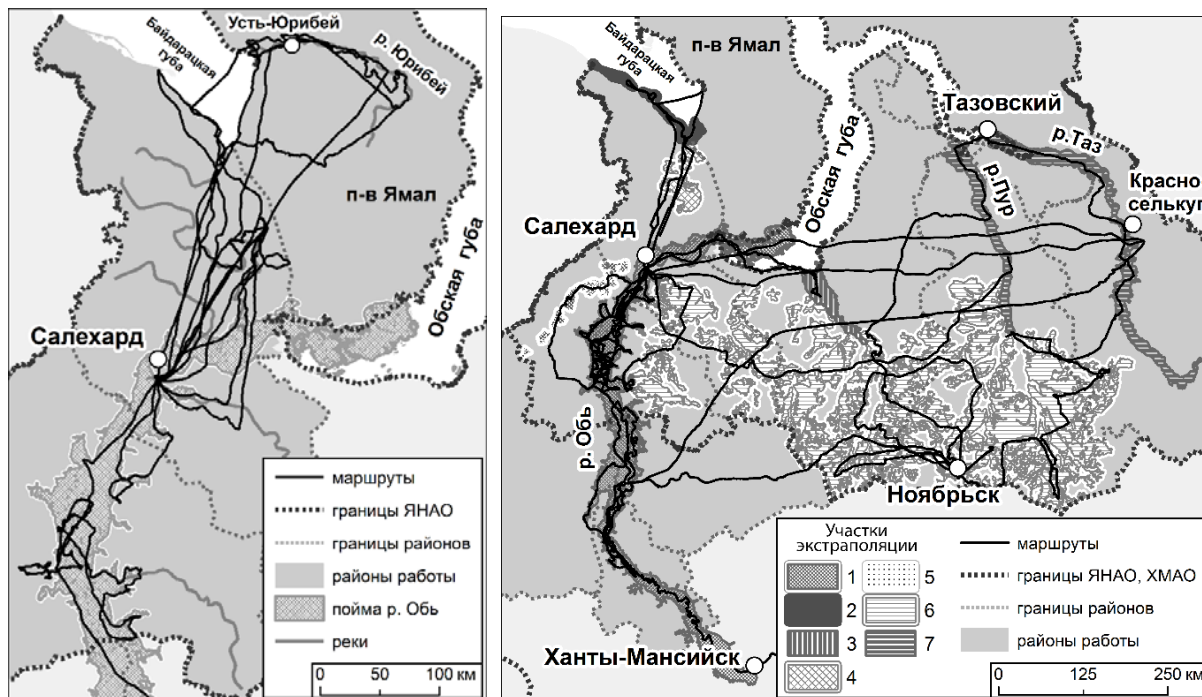 Байдарацкая
губа
Усть-Юрибей
р. Юрибей
п-в Ямал
Обская губа
Салехард
маршруты
границы ЯНАО
границы районов
районы работы
пойма р. Обь
реки
0 50 100 км
Байдарацкая
губа
п-в Ямал
Тазовский
р. Таз
р.Пур
Красно-
селькуп
Обская губа
Салехард
р. Обь
Ноябрьск
Ханты-Мансийск
Участки
экстраполяции
1
2
3
4
5
6
7
маршруты
границы ЯНАО, ХМАО
границы районов
районы работы
0 125 250 км